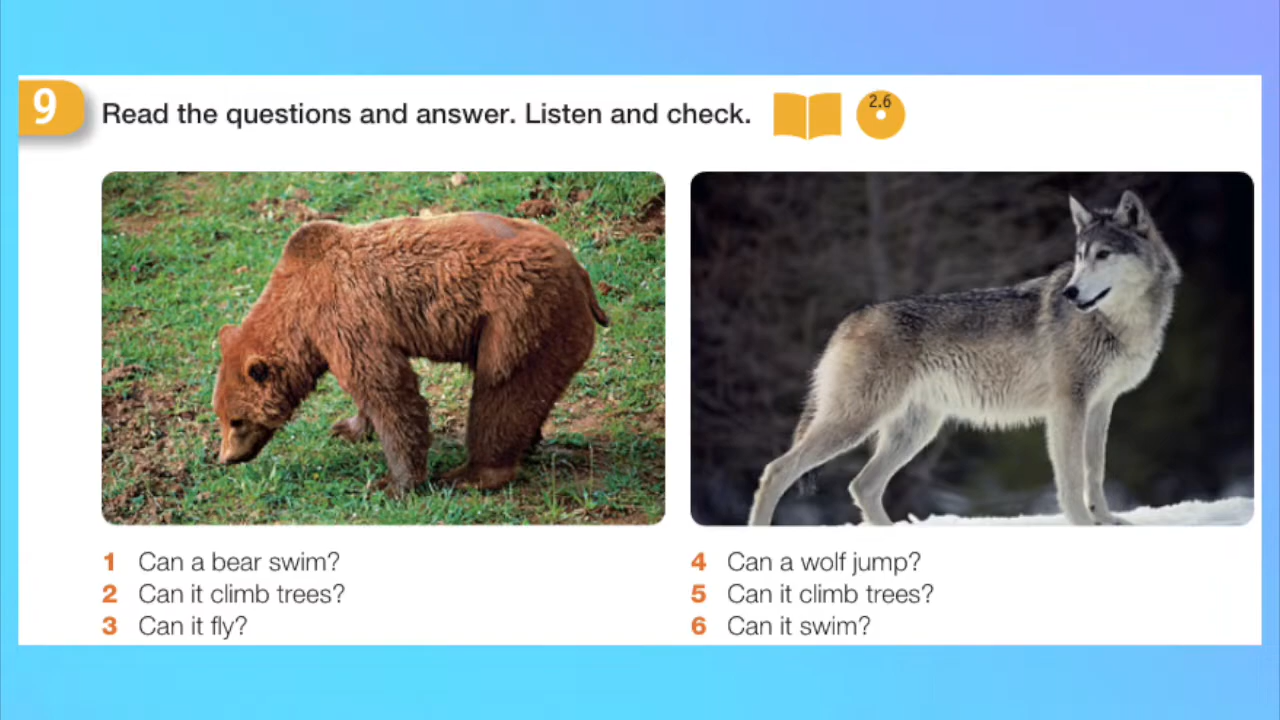 9
Read the questions and answer. Listen and check.
2.6
1 Can a bear swim?
2 Can it climb trees?
3 Can it fly?
4 Can a wolf jump?
5 Can it climb trees?
6 Can it swim?